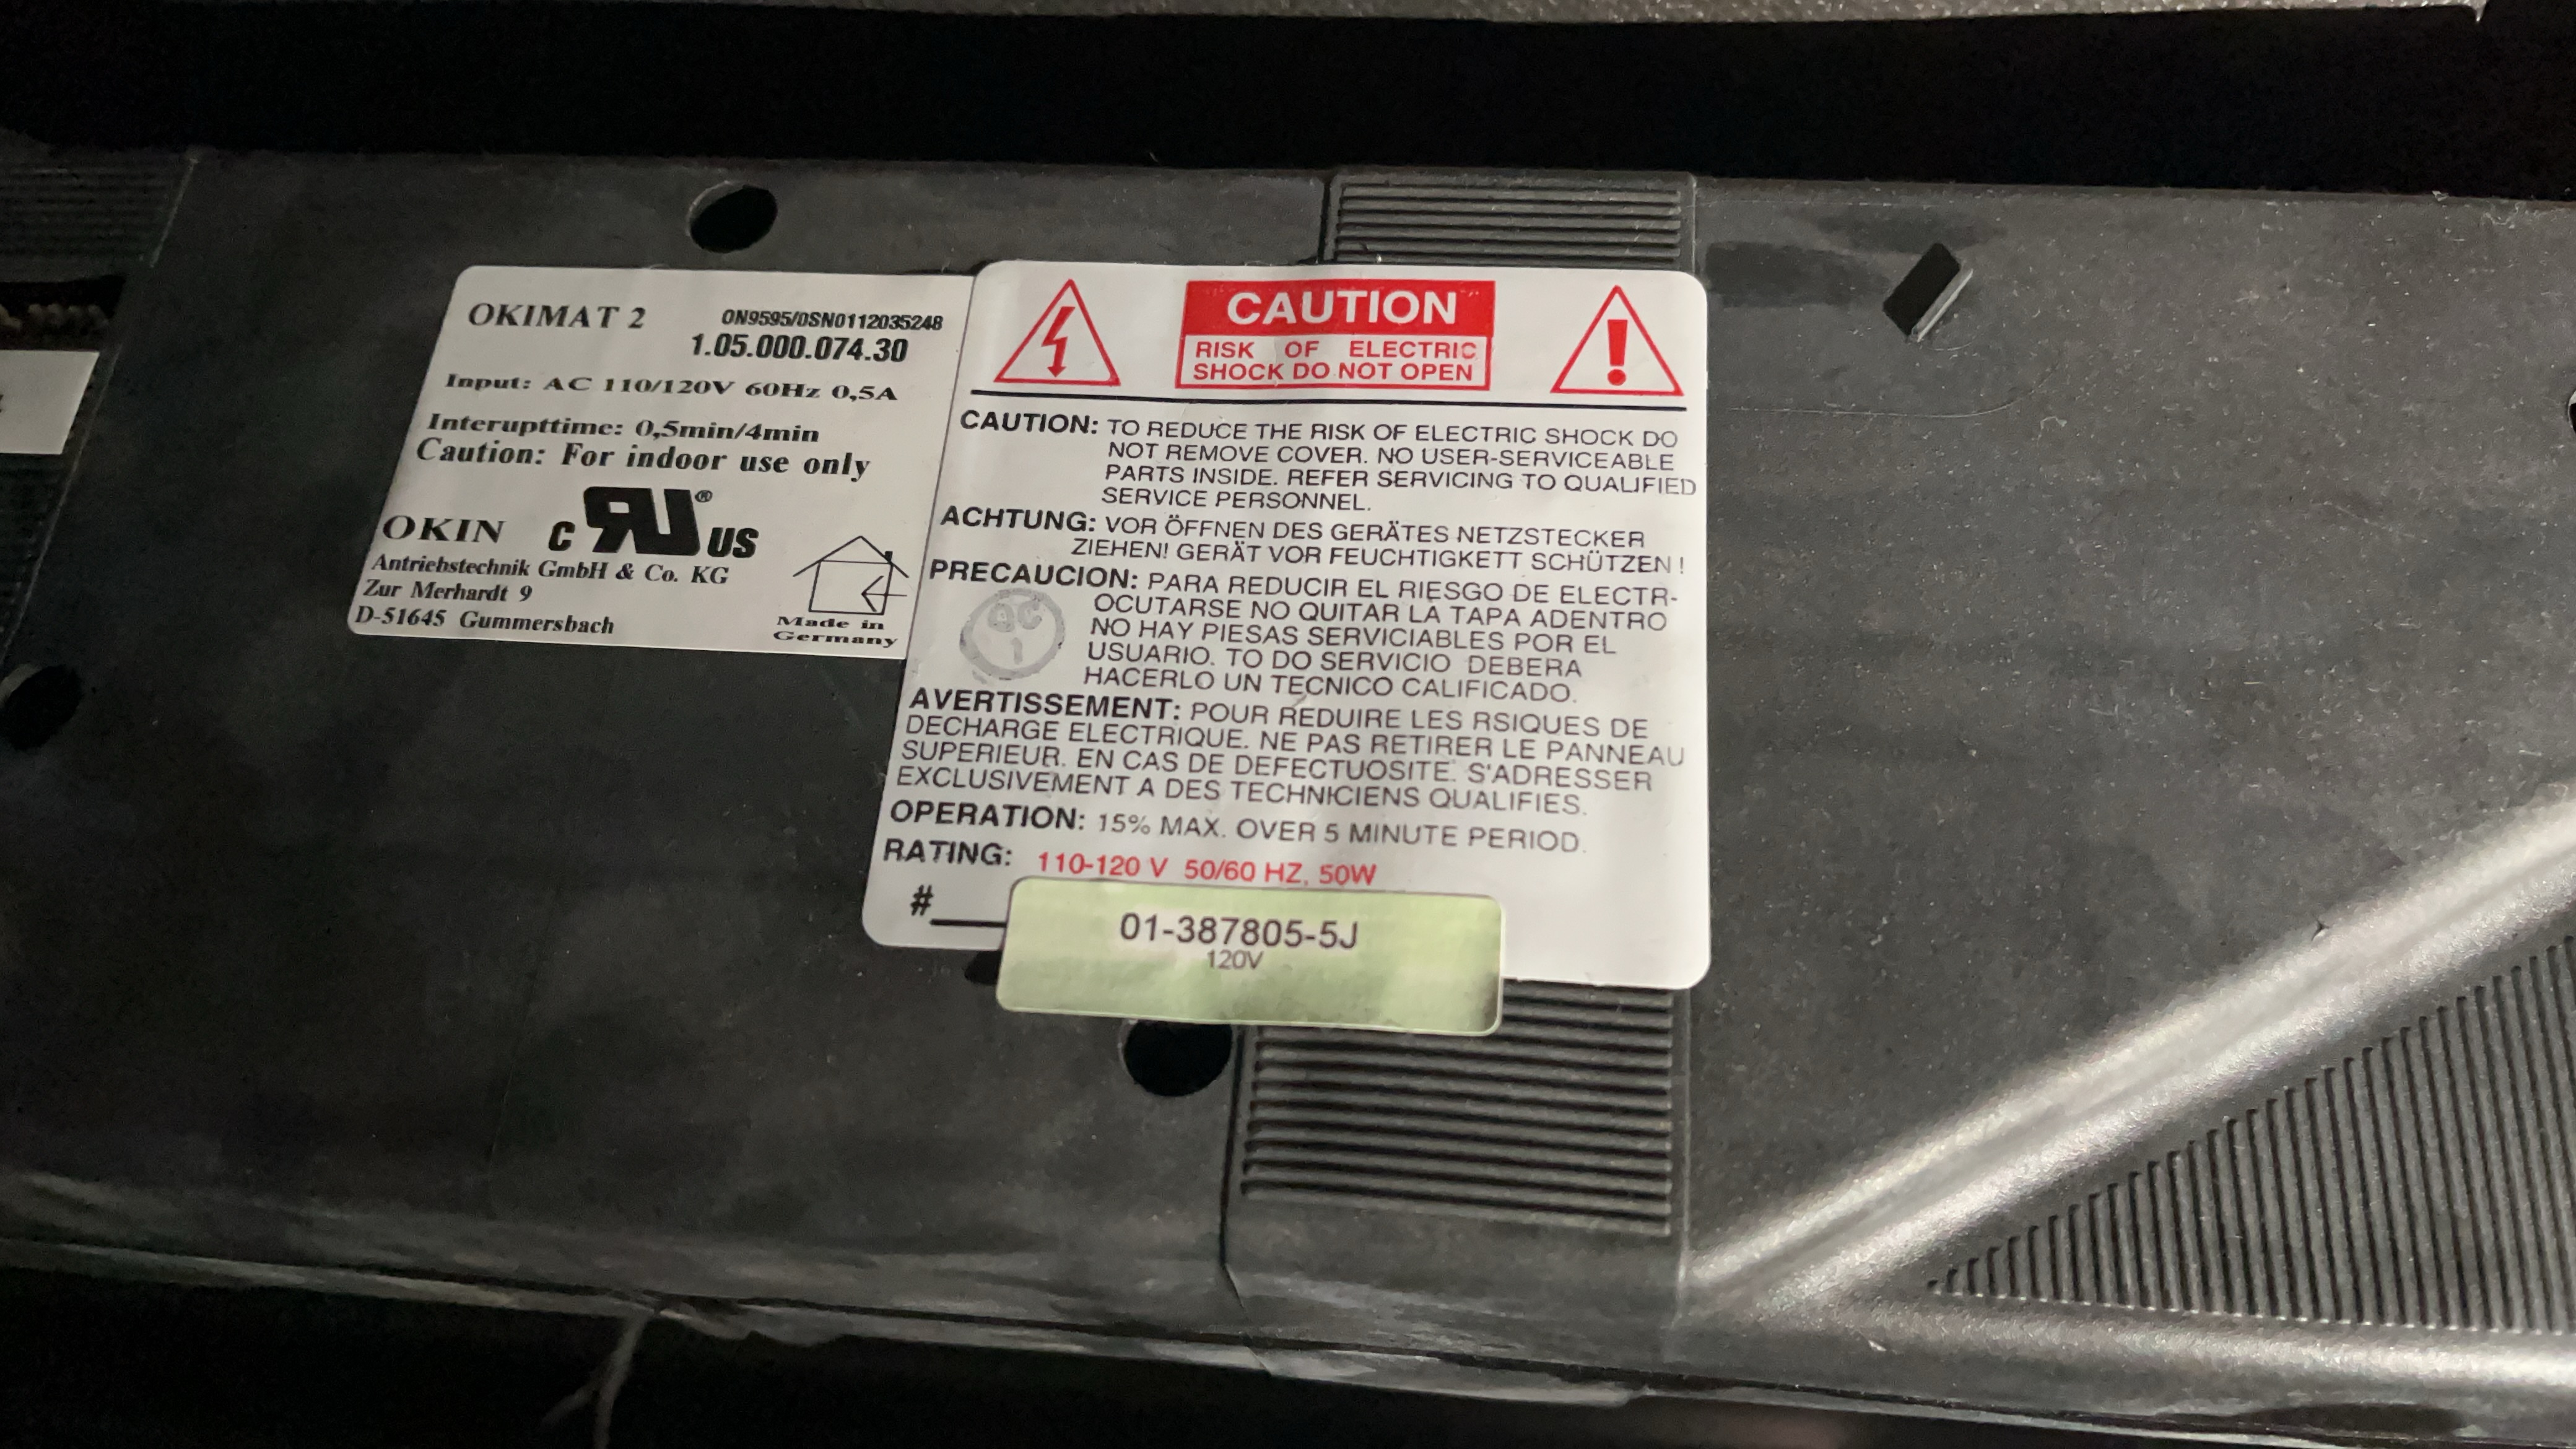 OKIMAT 2
ON9595/0SN0112035248
1.05.000.074.30
Input: AC 110/120V 60Hz 0,5A
Interupttime: 0,5min/4min
Caution: For indoor use only
OKIN
C RU® US
Antriebstechnik GmbH & Co. KG
Zur Merhardt 9
D-51645 Gummersbach
Made in
Germany
CAUTION
RISK OF ELECTRIC
SHOCK DO NOT OPEN
CAUTION: TO REDUCE THE RISK OF ELECTRIC SHOCK DO
NOT REMOVE COVER. NO USER-SERVICEABLE
PARTS INSIDE. REFER SERVICING TO QUALIFIED
SERVICE PERSONNEL.
ACHTUNG: VOR ÖFFNEN DES GERÄTES NETZSTECKER
ZIEHEN! GERÄT VOR FEUCHTIGKETT SCHÜTZEN !
PRECAUCION: PARA REDUCIR EL RIESGO DE ELECTR-
OCUTARSE NO QUITAR LA TAPA ADENTRO
NO HAY PIESAS SERVICIABLES POR EL
USUARIO. TO DO SERVICIO DEBERA
HACERLO UN TECNICO CALIFICADO.
QC
1
AVERTISSEMENT: POUR REDUIRE LES RSIQUES DE
DECHARGE ELECTRIQUE. NE PAS RETIRER LE PANNEAU
SUPERIEUR. EN CAS DE DEFECTUOSITE. S'ADRESSER
EXCLUSIVEMENT A DES TECHNICIENS QUALIFIES.
OPERATION: 15% MAX. OVER 5 MINUTE PERIOD.
RATING: 110-120 V 50/60 HZ, 50W
#
01-387805-5J
120V